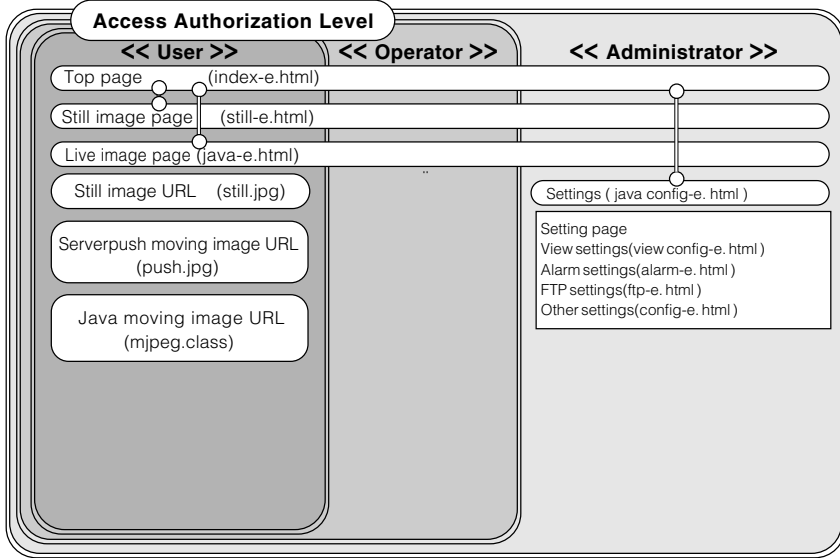 Access Authorization Level
<< User >>
<< Operator >>
<< Administrator >>
Top page (index-e.html)
Still image page (still-e.html)
Live image page (java-e.html)
Still image URL (still.jpg)
Serverpush moving image URL
(push.jpg)
Java moving image URL
(mjpeg.class)
Settings ( java config-e. html )
Setting page
View settings(view config-e. html )
Alarm settings(alarm-e. html )
FTP settings(ftp-e. html )
Other settings(config-e. html )